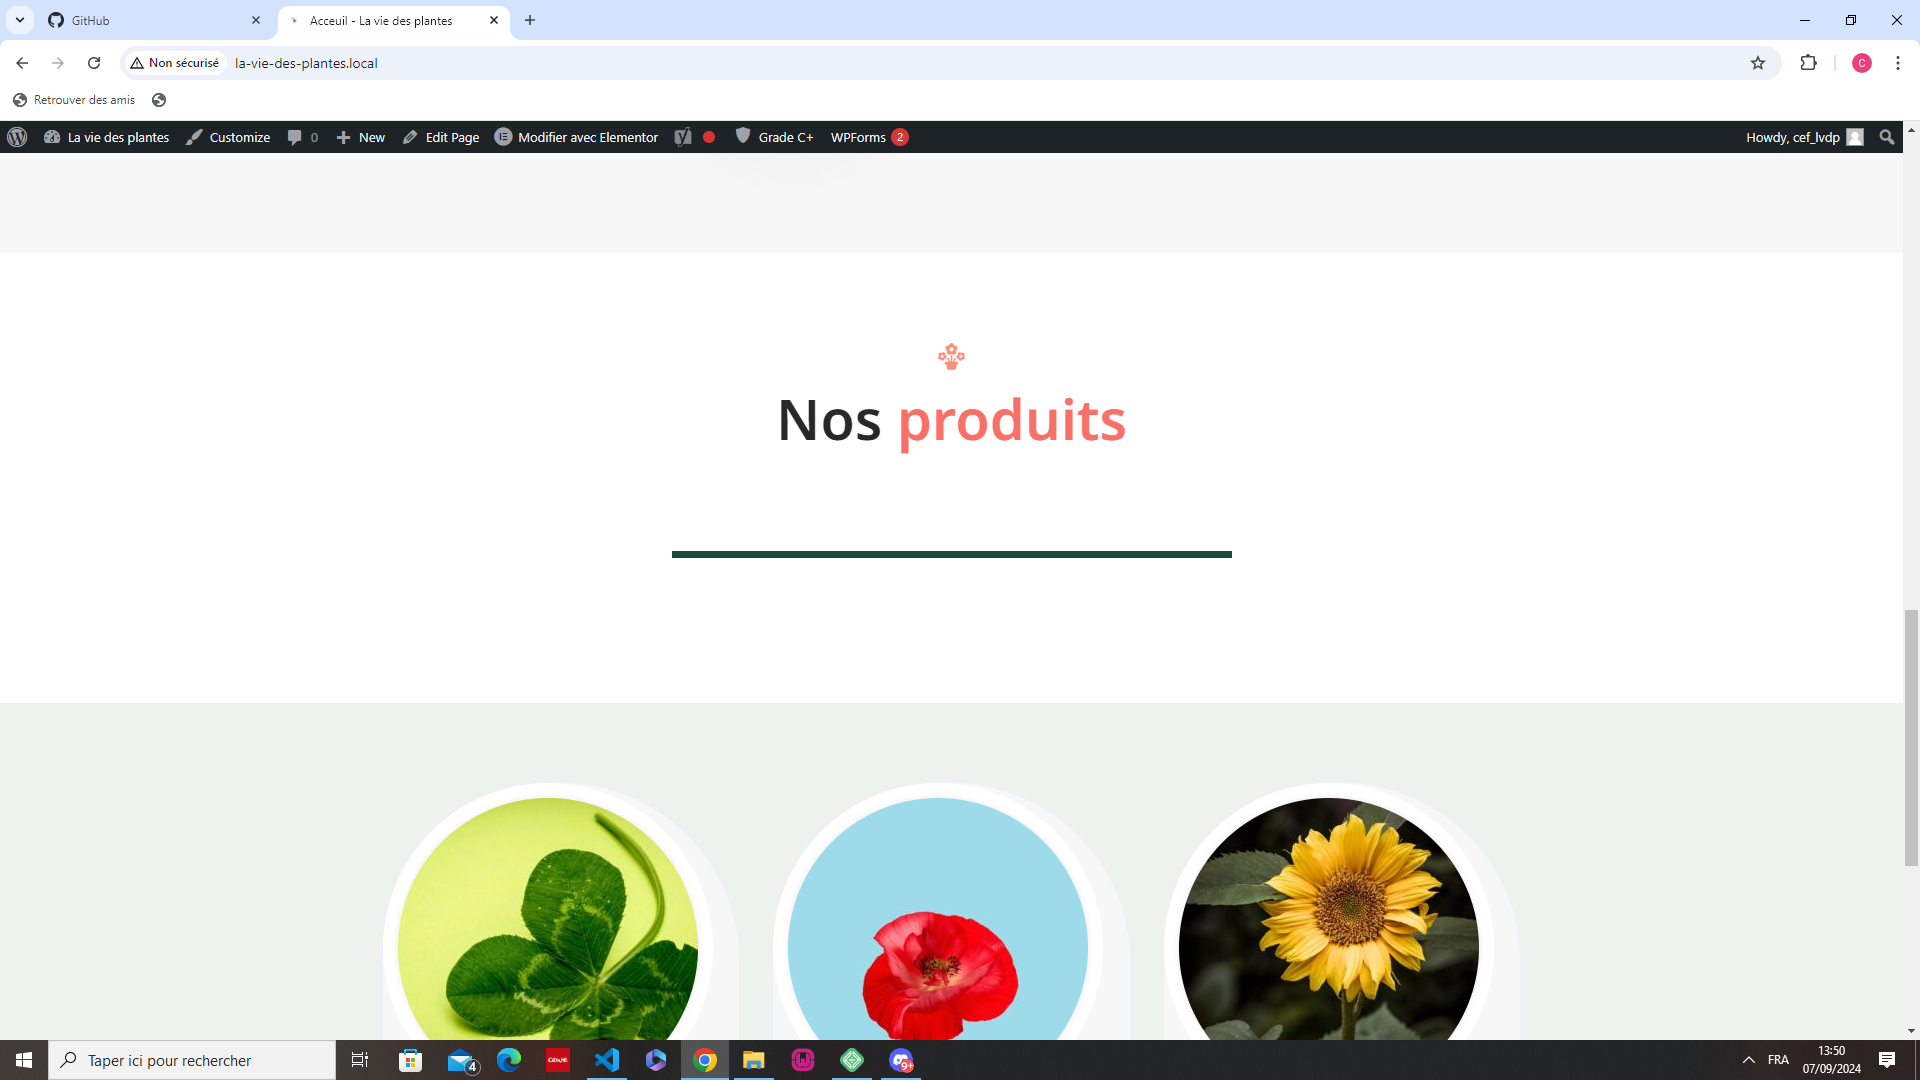 GitHub
Acceuil - La vie des plantes
Non sécurisé
la-vie-des-plantes.local
C
Retrouver des amis
La vie des plantes
Customize
0
New
Edit Page
Modifier avec Elementor
Grade C+
WPForms 2
Howdy, cef_lvdp
Nos produits
Taper ici pour rechercher
4
cewe
9+
FRA
13:50
07/09/2024